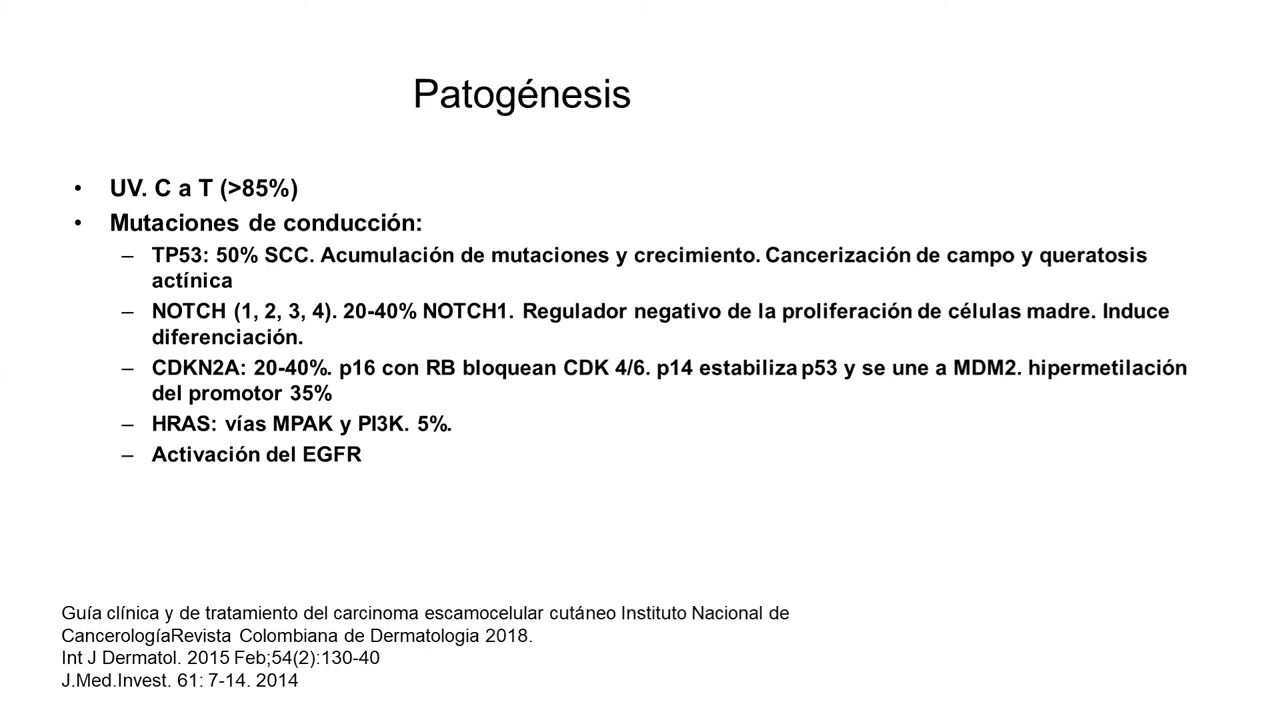 Patogénesis
• UV. C a T (>85%)
• Mutaciones de conducción:
– TP53: 50% SCC. Acumulación de mutaciones y crecimiento. Cancerización de campo y queratosis
actínica
– NOTCH (1, 2, 3, 4). 20-40% NOTCH1. Regulador negativo de la proliferación de células madre. Induce
diferenciación.
– CDKN2A: 20-40%. p16 con RB bloquean CDK 4/6. p14 estabiliza p53 y se une a MDM2. hipermetilación
del promotor 35%
– HRAS: vías MPAK y PI3K. 5%.
– Activación del EGFR
Guía clínica y de tratamiento del carcinoma escamocelular cutáneo Instituto Nacional de
CancerologíaRevista Colombiana de Dermatologia 2018.
Int J Dermatol. 2015 Feb;54(2):130-40
J.Med.Invest. 61: 7-14. 2014